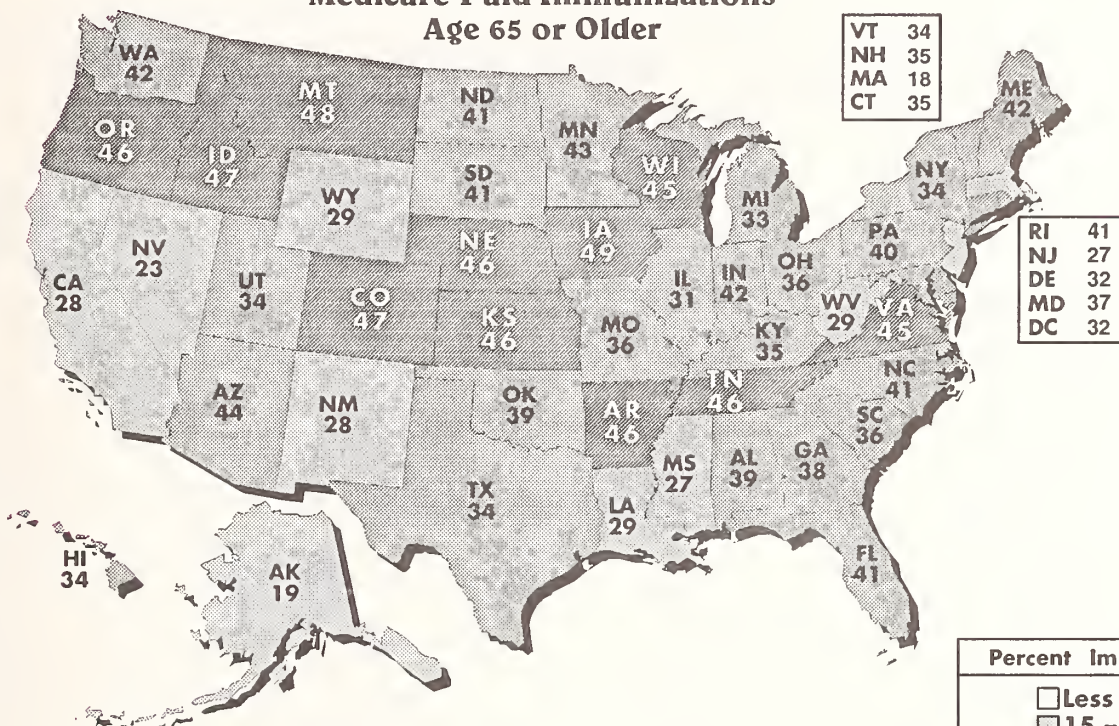 Medicare Paid Immunizations
Age 65 or Older
VT 34
NH 35
MA 18
CT 35
WA
42
MT
48
ND
41
MN
43
ME
42
OR
46
ID
47
WI
45
NY
34
SD
41
WY
29
MI
33
RI 41
NJ 27
DE 32
MD 37
DC 32
NV
23
NE
46
IA
49
PA
40
CA
28
UT
34
CO
47
IL
31
IN
42
OH
36
WV
29
VA
45
KS
46
MO
36
KY
35
AZ
44
NM
28
OK
39
AR
46
TN
46
NC
41
SC
36
MS
27
AL
39
GA
38
TX
34
LA
29
HI
34
AK
19
FL
41
Percent Im
Less